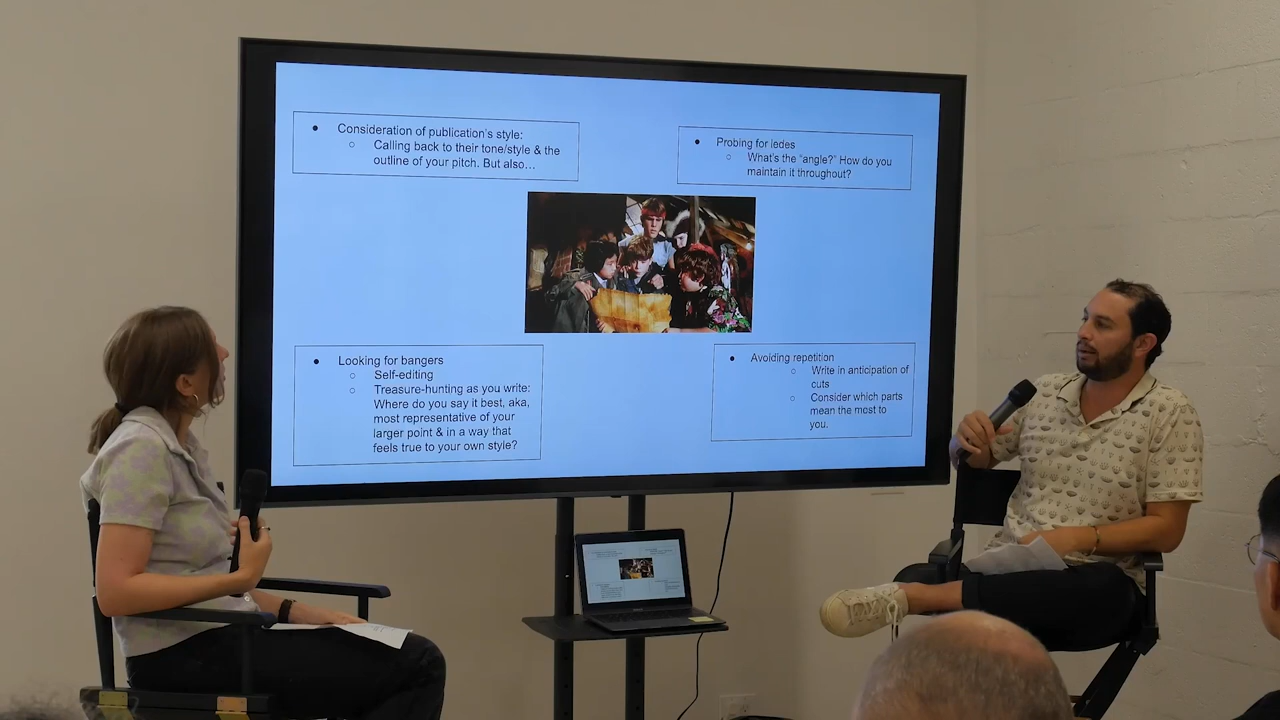 ● Consideration of publication's style:
○ Calling back to their tone/style & the
outline of your pitch. But also…
● Probing for ledes
○ What's the "angle?" How do you
maintain it throughout?
● Looking for bangers
○ Self-editing
○ Treasure-hunting as you write:
Where do you say it best, aka,
most representative of your
larger point & in a way that
feels true to your own style?
● Avoiding repetition
○ Write in anticipation of
cuts
○ Consider which parts
mean the most to
you.